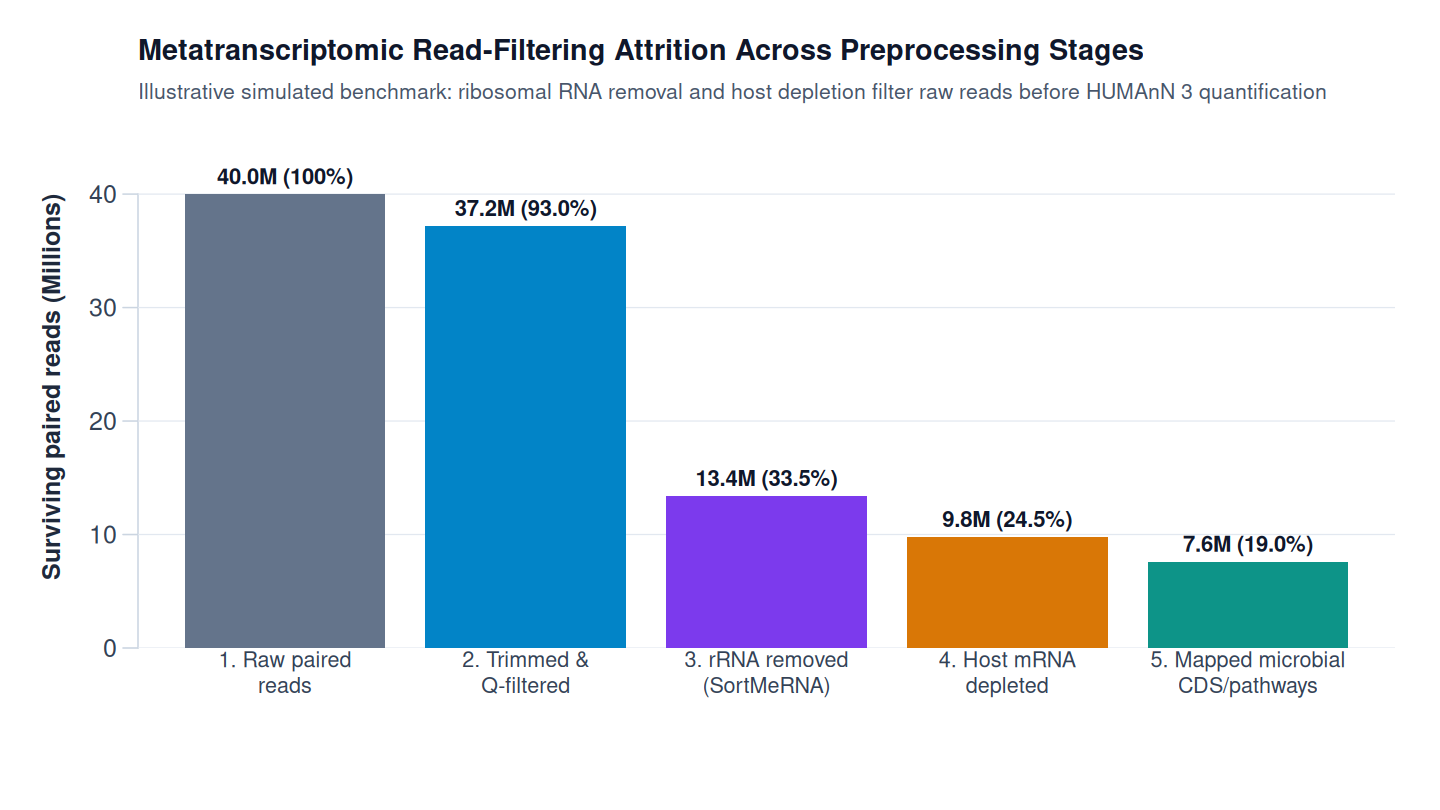 Metatranscriptomic Read-Filtering Attrition Across Preprocessing Stages
Illustrative simulated benchmark: ribosomal RNA removal and host depletion filter raw reads before HUMAnN 3 quantification
Surviving paired reads (Millions)
40
30
20
10
0
40.0M (100%)
37.2M (93.0%)
13.4M (33.5%)
9.8M (24.5%)
7.6M (19.0%)
1. Raw paired
reads
2. Trimmed &
Q-filtered
3. rRNA removed
(SortMeRNA)
4. Host mRNA
depleted
5. Mapped microbial
CDS/pathways